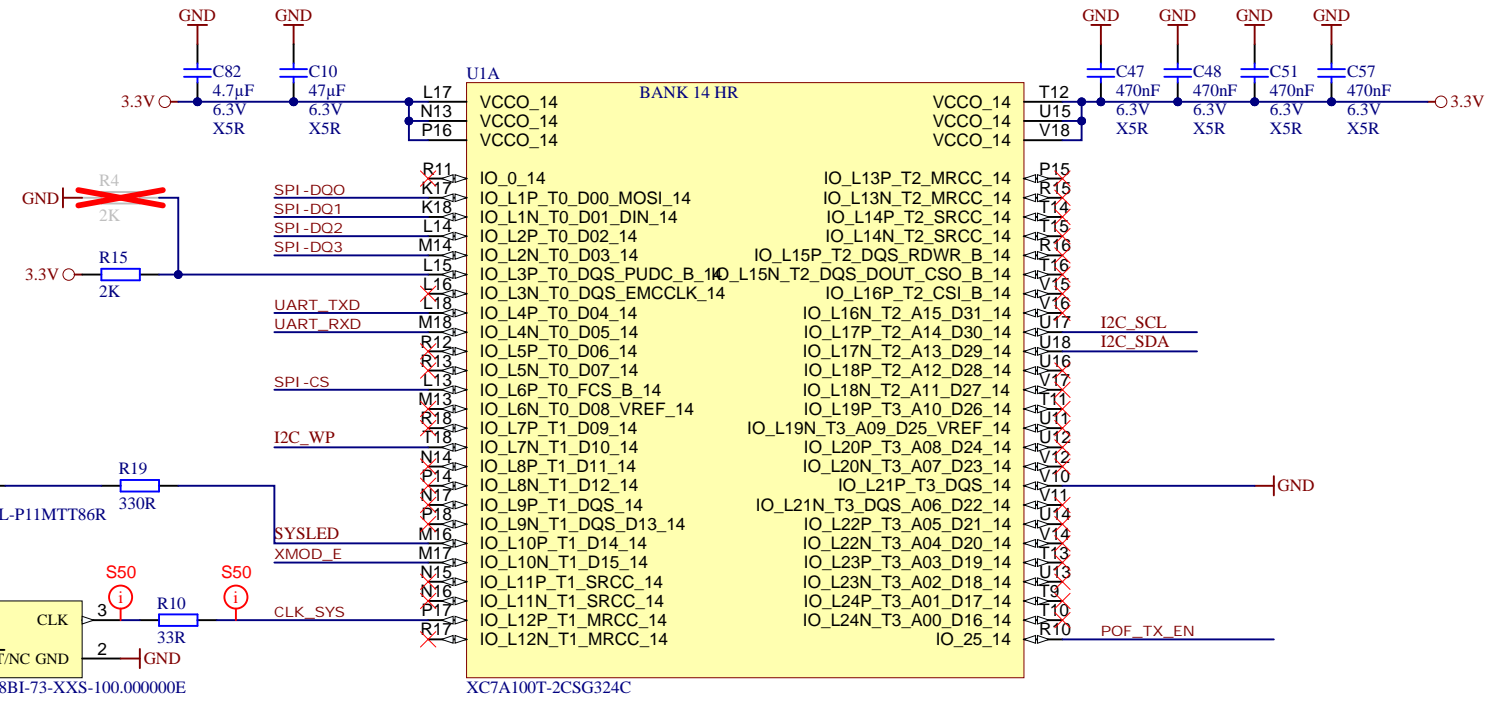 GND GND GND GND GND GND
C82 4.7µF 6.3V X5R
C10 47µF 6.3V X5R
C47 470nF 6.3V X5R
C48 470nF 6.3V X5R
C51 470nF 6.3V X5R
C57 470nF 6.3V X5R
3.3V
3.3V
U1A
BANK 14 HR
L17 VCCO_14 VCCO_14 T12
N13 VCCO_14 VCCO_14 U15
P16 VCCO_14 VCCO_14 V18
R11 IO_0_14 IO_L13P_T2_MRCC_14 P15
R4
GND
2K
SPI-DQ0 K17 IO_L1P_T0_D00_MOSI_14 IO_L13N_T2_MRCC_14 R15
SPI-DQ1 K18 IO_L1N_T0_D01_DIN_14 IO_L14P_T2_SRCC_14 T14
SPI-DQ2 L14 IO_L2P_T0_D02_14 IO_L14N_T2_SRCC_14 T15
SPI-DQ3 M14 IO_L2N_T0_D03_14 IO_L15P_T2_DQS_RDWR_B_14 R16
R15
3.3V
2K
L15 IO_L3P_T0_DQS_PUDC_B_14 IO_L15N_T2_DQS_DOUT_CSO_B_14 T16
L16 IO_L3N_T0_DQS_EMCCLK_14 IO_L16P_T2_CSI_B_14 V15
UART_TXD L18 IO_L4P_T0_D04_14 IO_L16N_T2_A15_D31_14 V16
UART_RXD M18 IO_L4N_T0_D05_14 IO_L17P_T2_A14_D30_14 U17 I2C_SCL
R12 IO_L5P_T0_D06_14 IO_L17N_T2_A13_D29_14 U18 I2C_SDA
R13 IO_L5N_T0_D07_14 IO_L18P_T2_A12_D28_14 U16
SPI-CS L13 IO_L6P_T0_FCS_B_14 IO_L18N_T2_A11_D27_14 V17
M13 IO_L6N_T0_D08_VREF_14 IO_L19P_T3_A10_D26_14 T11
R18 IO_L7P_T1_D09_14 IO_L19N_T3_A09_D25_VREF_14 U11
I2C_WP T18 IO_L7N_T1_D10_14 IO_L20P_T3_A08_D24_14 U12
N14 IO_L8P_T1_D11_14 IO_L20N_T3_A07_D23_14 V12
P14 IO_L8N_T1_D12_14 IO_L21P_T3_DQS_14 V10 GND
R19
330R
L-P11MTT86R
N17 IO_L9P_T1_DQS_14 IO_L21N_T3_DQS_A06_D22_14 V11
P18 IO_L9N_T1_DQS_D13_14 IO_L22P_T3_A05_D21_14 U14
SYSLED M16 IO_L10P_T1_D14_14 IO_L22N_T3_A04_D20_14 V14
XMOD_E M17 IO_L10N_T1_D15_14 IO_L23P_T3_A03_D19_14 T13
N15 IO_L11P_T1_SRCC_14 IO_L23N_T3_A02_D18_14 U13
N16 IO_L11N_T1_SRCC_14 IO_L24P_T3_A01_D17_14 T9
S50 S50
i i
R10
33R
CLK 3
CLK_SYS P17 IO_L12P_T1_MRCC_14 IO_L24N_T3_A00_D16_14 T10
R17 IO_L12N_T1_MRCC_14 IO_25_14 R10 POF_TX_EN
T/NC GND 2 GND
8BI-73-XXS-100.000000E
XC7A100T-2CSG324C